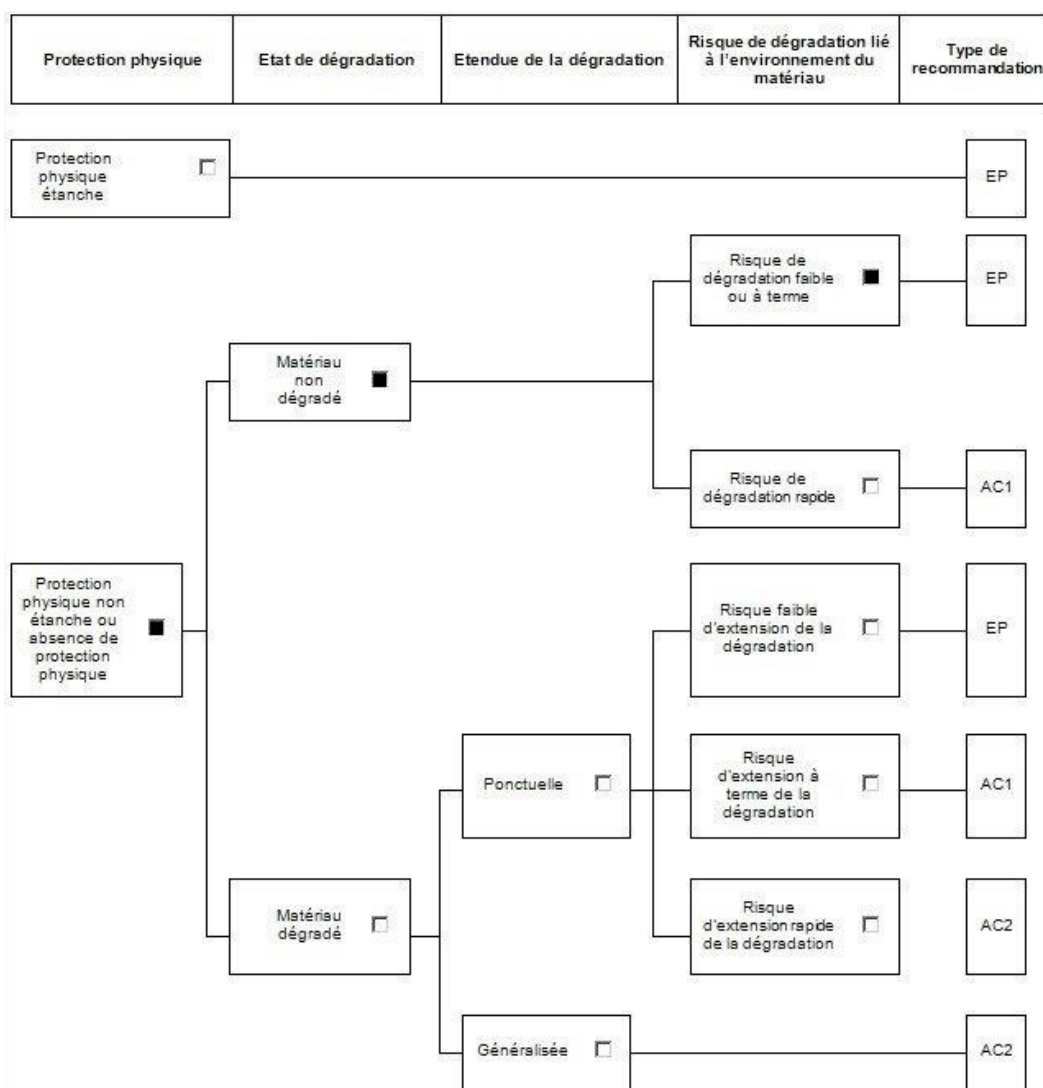 Protection physique
Etat de dégradation
Etendue de la dégradation
Risque de dégradation lié
à l'environnement du
matériau
Type de
recommandation
Protection
physique
étanche
EP
Risque de
dégradation faible
ou à terme
EP
Matériau
non
dégradé
Risque de
dégradation rapide
AC1
Protection
physique non
étanche ou
absence de
protection
physique
Risque faible
d'extension de la
dégradation
EP
Ponctuelle
Risque
d'extension à
terme de la
dégradation
AC1
Matériau
dégradé
Risque
d'extension rapide
de la dégradation
AC2
Généralisée
AC2